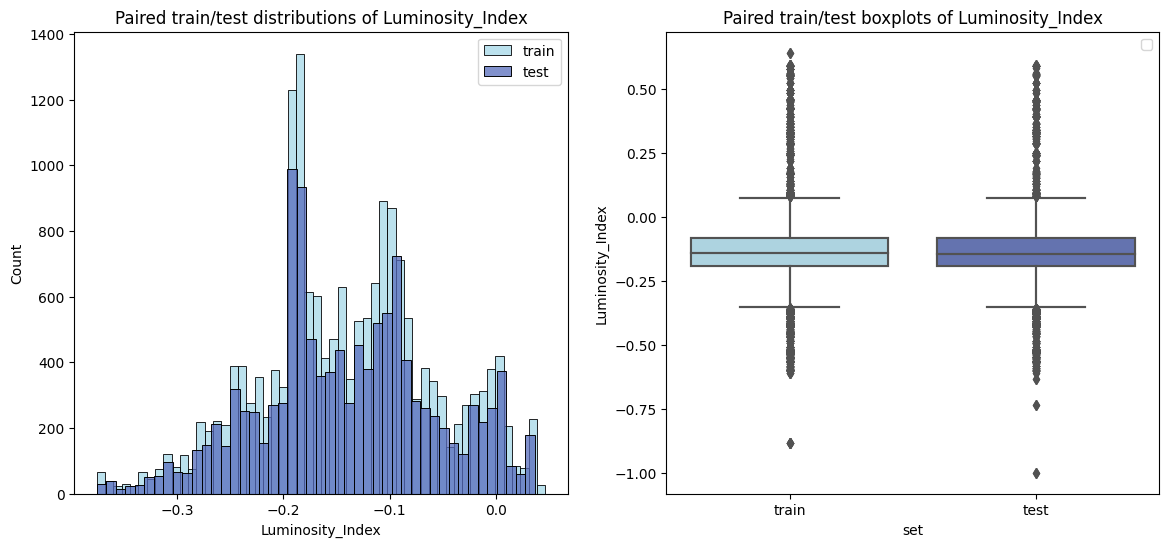 Paired train/test distributions of Luminosity_Index
1400
1200
1000
800
600
400
200
0
Count
train
test
−0.3
−0.2
−0.1
0.0
Luminosity_Index
Paired train/test boxplots of Luminosity_Index
0.50
0.25
0.00
−0.25
−0.50
−0.75
−1.00
Luminosity_Index
train
test
set